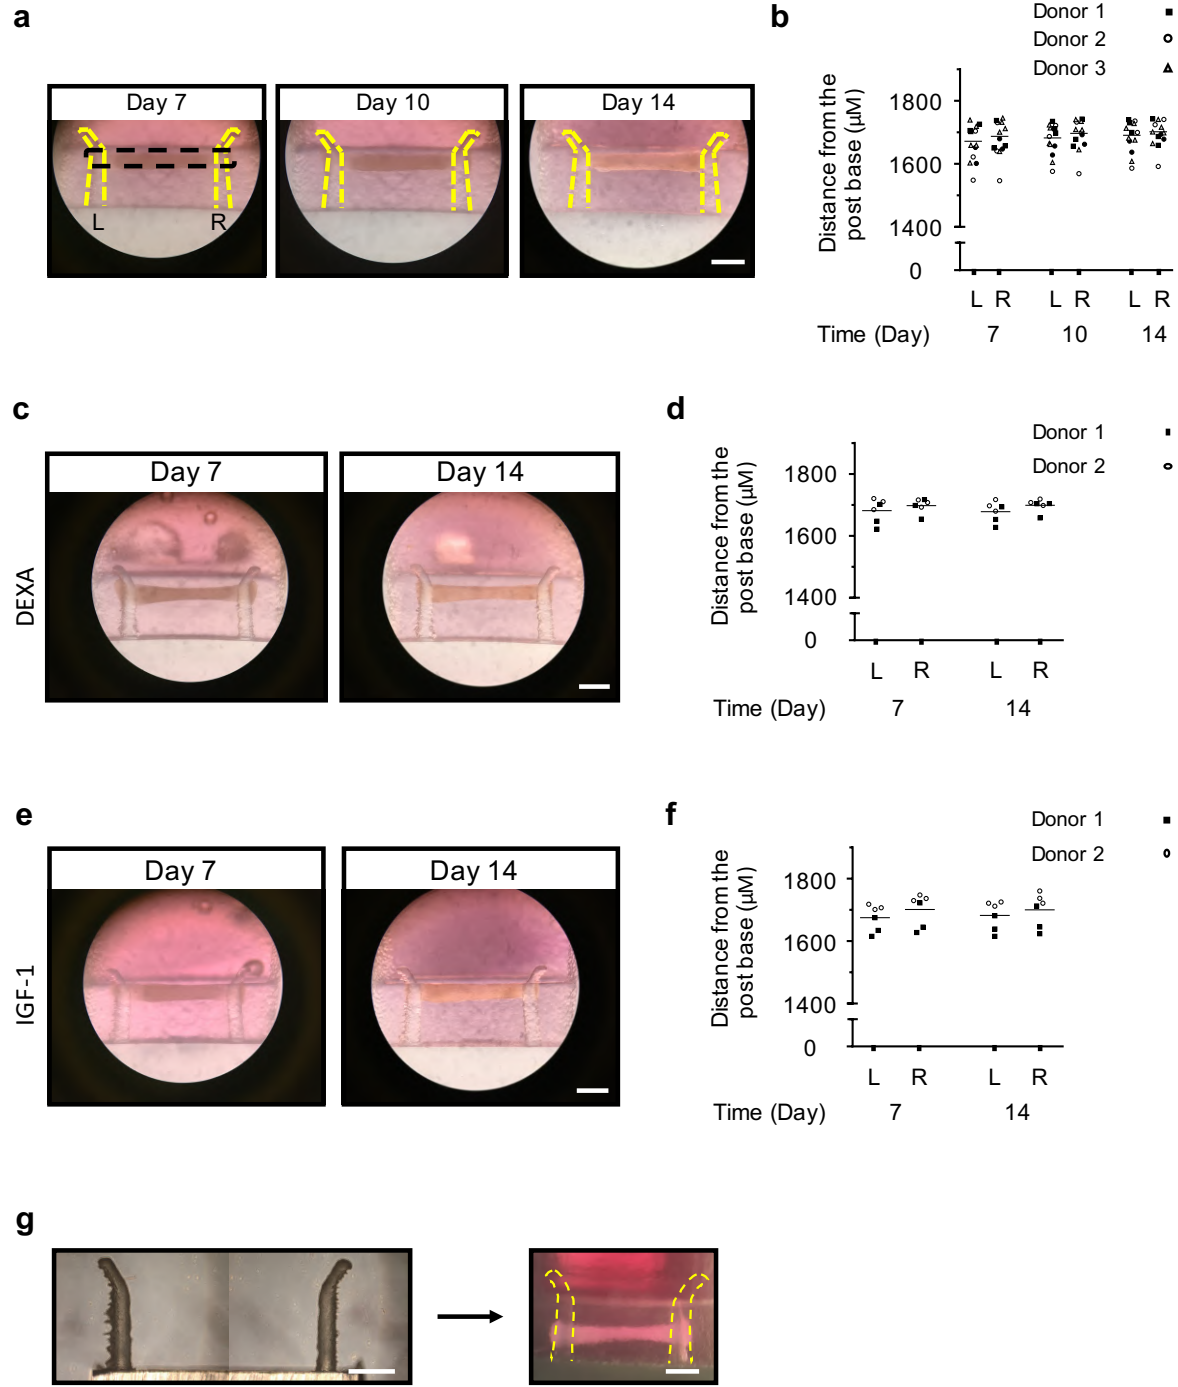 a
Day 7
Day 10
Day 14
L
R
b
Donor 1
Donor 2
Donor 3
Distance from the
post base (μM)
1800
1600
1400
0
L R L R L R
Time (Day) 7 10 14
c
DEXA
Day 7
Day 14
d
Donor 1
Donor 2
Distance from the
post base (μM)
1800
1600
1400
0
L R L R
Time (Day) 7 14
e
IGF-1
Day 7
Day 14
f
Donor 1
Donor 2
Distance from the
post base (μM)
1800
1600
1400
0
L R L R
Time (Day) 7 14
g